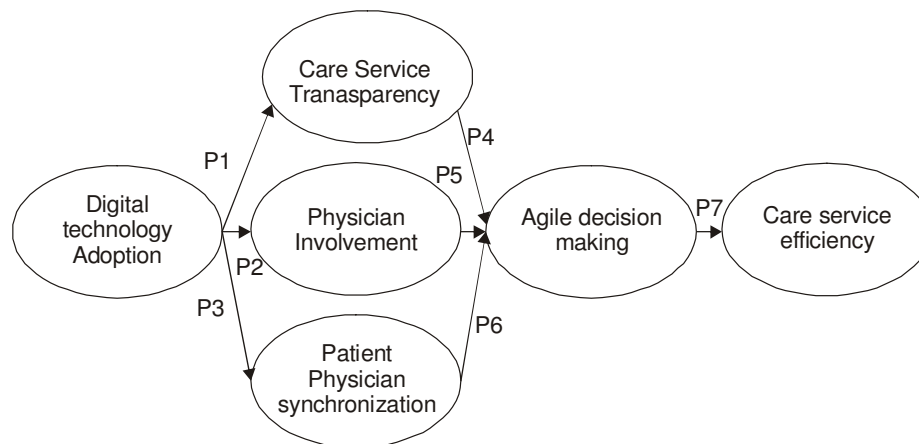 Care Service
Tranasparency
P4
P1
P5
Digital
technology
Adoption
Physician
Involvement
Agile decision
making
P7
Care service
efficiency
P2
P3
P6
Patient
Physician
synchronization